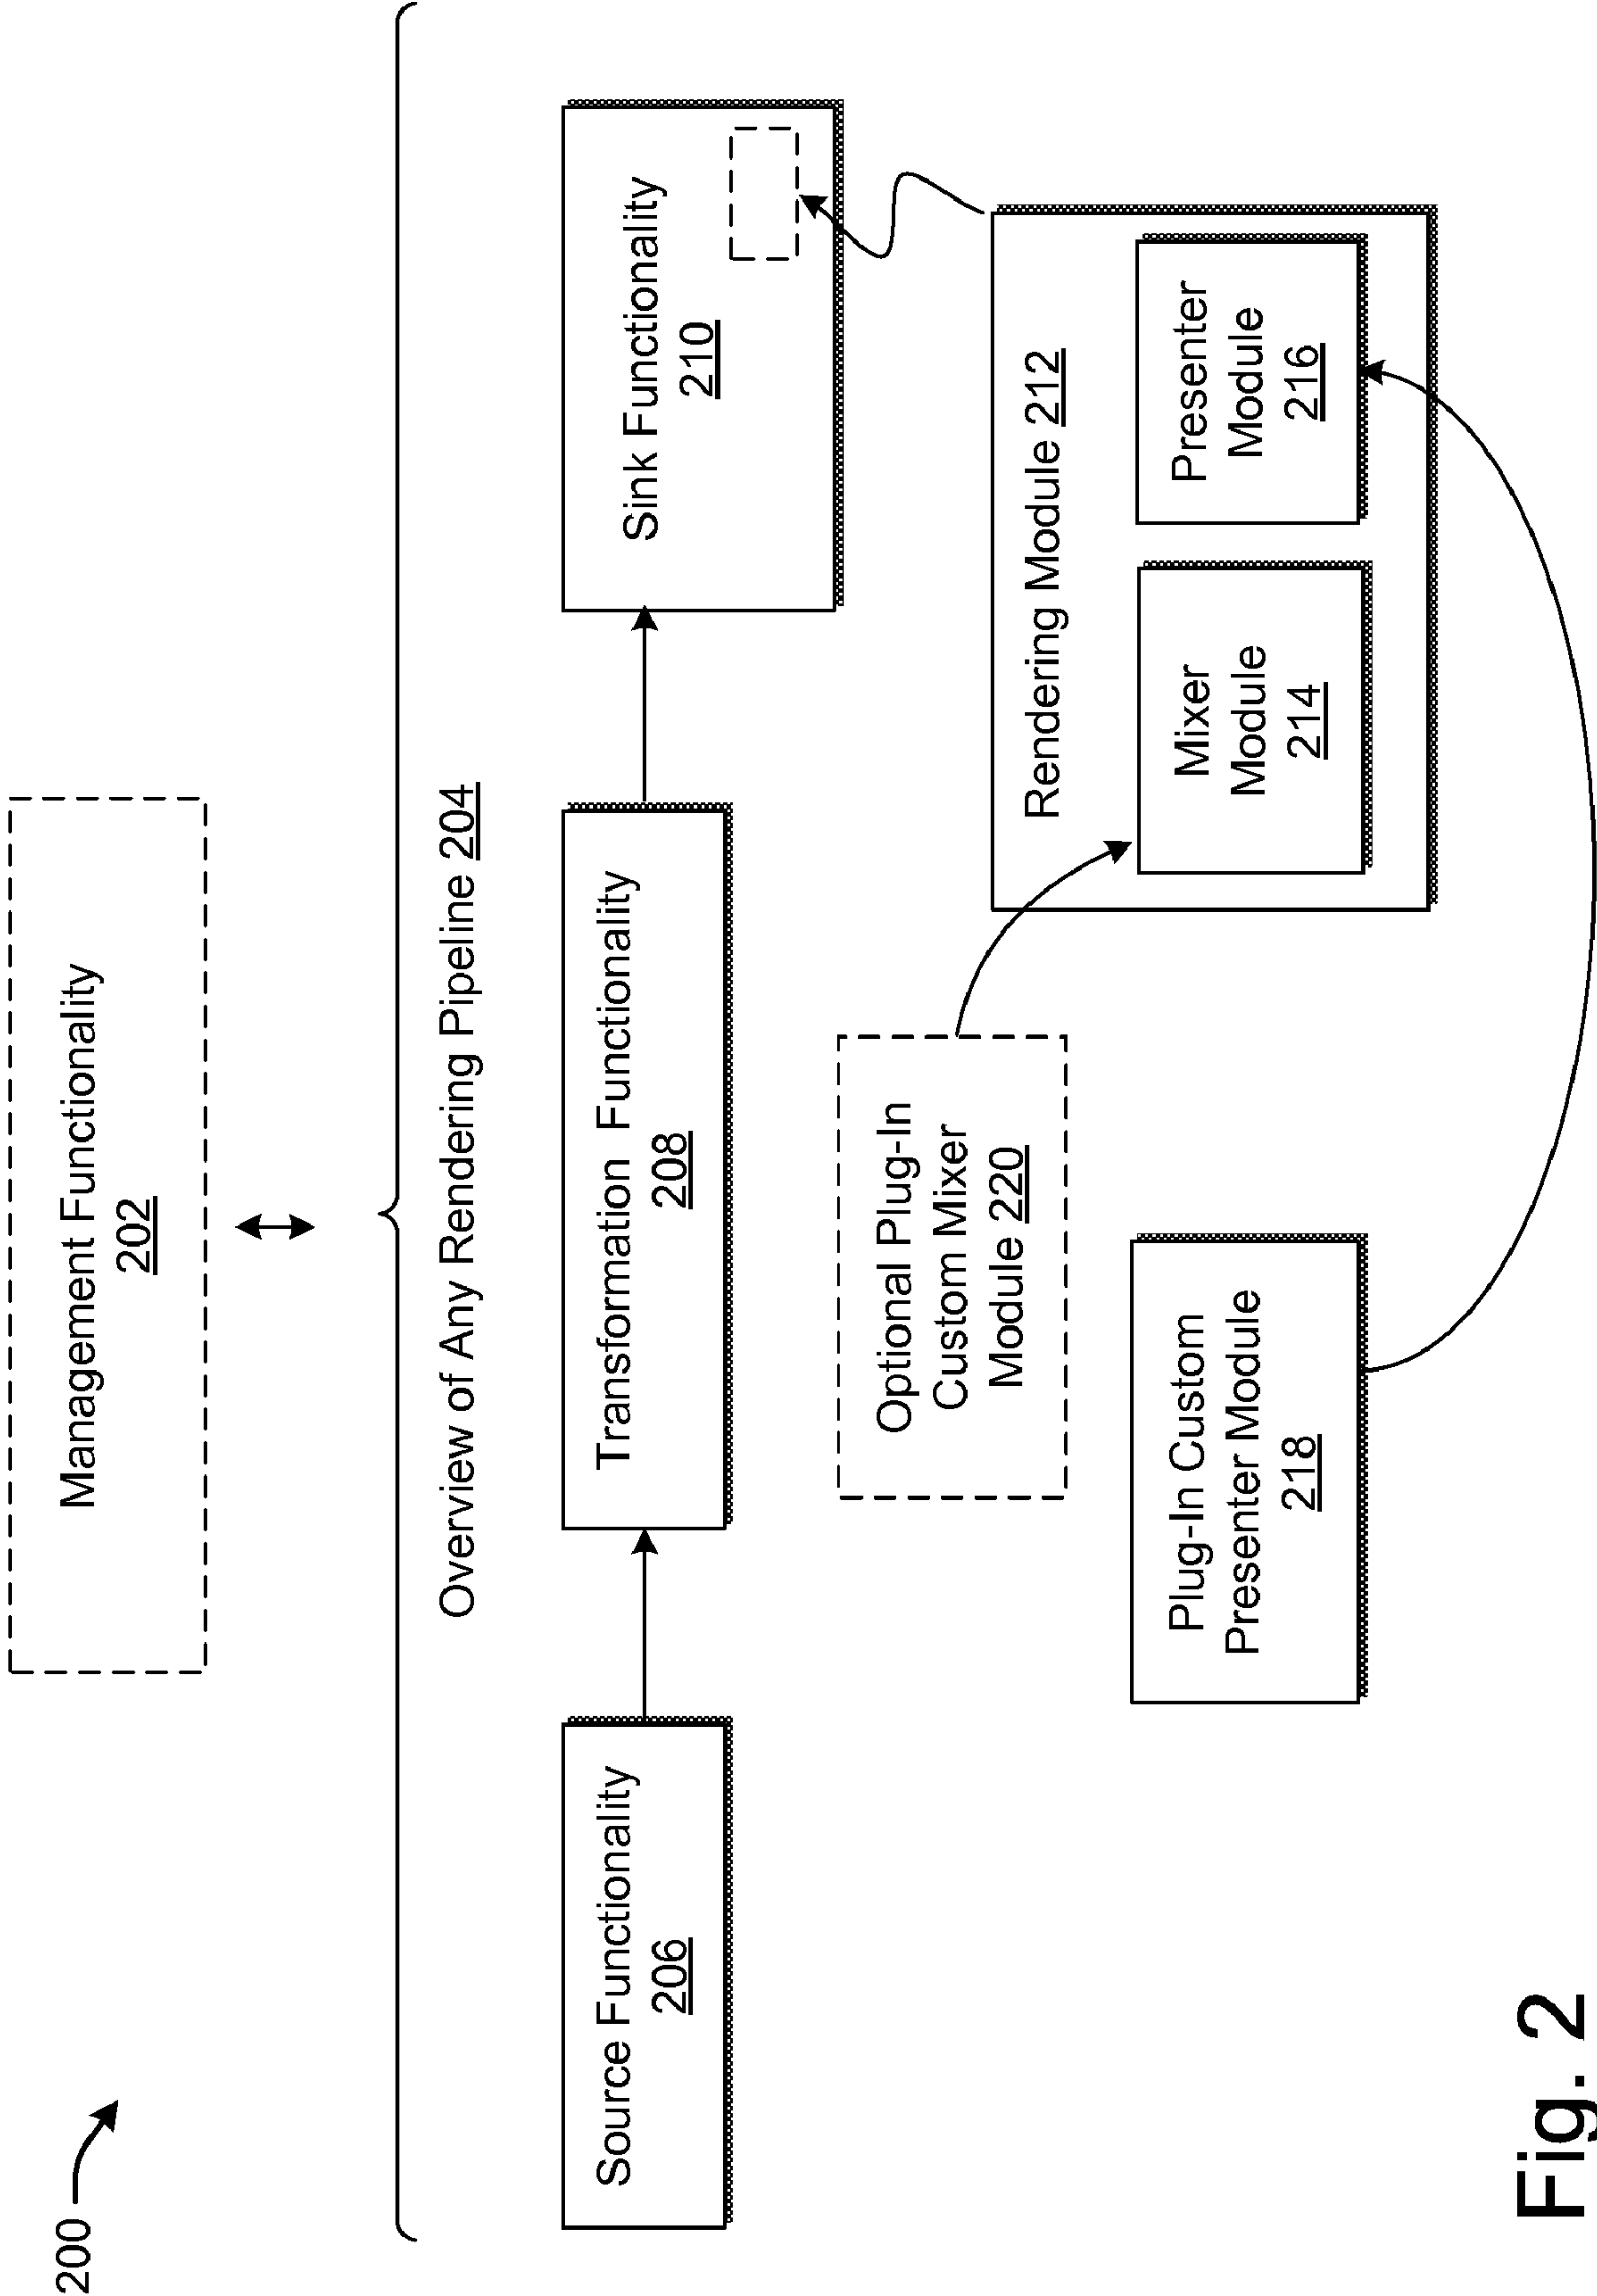 200
Management Functionality
202
Overview of Any Rendering Pipeline 204
Source Functionality
206
Transformation Functionality
208
Sink Functionality
210
Optional Plug-In
Custom Mixer
Module 220
Rendering Module 212
Plug-In Custom
Presenter Module
218
Mixer
Module
214
Presenter
Module
216
Fig. 2